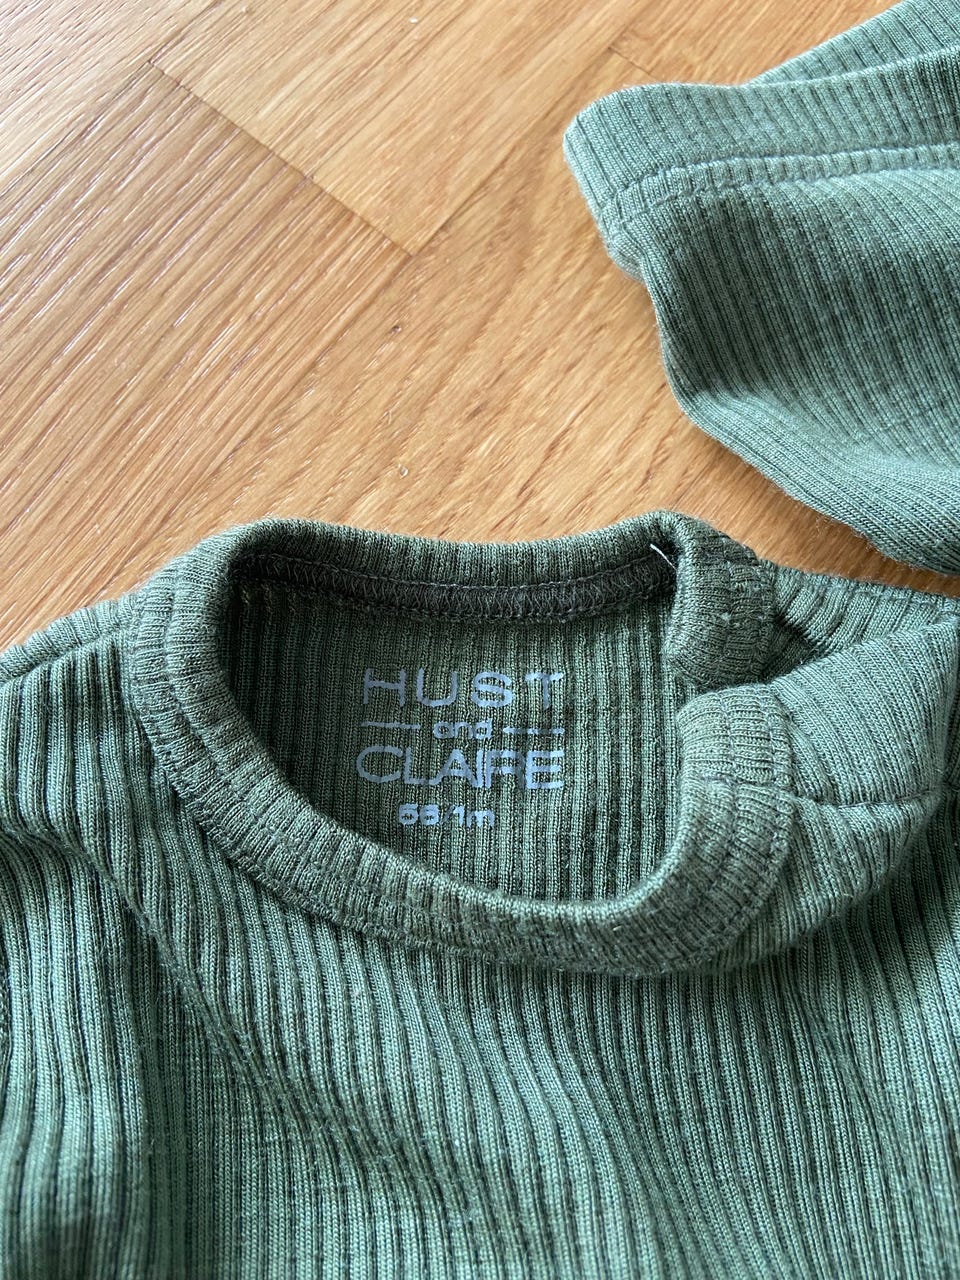 HUST
and
CLAIRE
56/1m